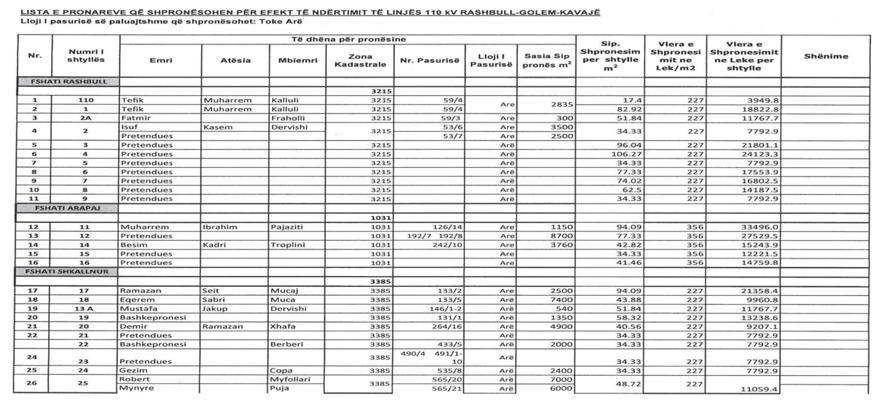 LISTA E PRONAREVE QË SHPRONËSOHEN PER EFEKT TË NDËRTIMIT TË LINJËS 110 kV RASHBULL-GOLEM-KAVAJË
Lloji I pasurisë së paluajtshme që shpronësohet: Toke Arë
Nr. Numri I shtyllës Të dhëna për pronësine Sip. Shpronesim per shtylle m² Vlera e Shpronesi mit ne Lek/m2 Vlera e Shpronesimit ne Leke per shtylle Shënime
Emri Atësia Mbiemri Zona Kadastrale Nr. Pasurisë Lloji I Pasurisë Sasia Sip pronës m²
FSHATI RASHBULL
3215
1 110 Tefik Muharrem Kalluli 3215 59/4 Are 2835 17.4 227 3949.8
2 1 Tefik Muharrem Kalluli 3215 59/4 82.92 227 18822.8
3 2A Fatmir Fraholli 3215 59/3 Are 300 51.84 227 11767.7
4 2 Isuf Kasem Dervishi 3215 53/6 Are 3500 34.33 227 7792.9
Pretendues 53/7 Are 2500
5 3 Pretendues 3215 Arë 96.04 227 21801.1
6 4 Pretendues 3215 Arë 106.27 227 24123.3
7 5 Pretendues 3215 Arë 34.33 227 7792.9
8 6 Pretendues 3215 Arë 77.33 227 17553.9
9 7 Pretendues 3215 Arë 74.02 227 16802.5
10 8 Pretendues 3215 Arë 62.5 227 14187.5
11 9 Pretendues 3215 Arë 34.33 227 7792.9
FSHATI ARAPAJ
1031
12 11 Muharrem Ibrahim Pajaziti 1031 126/14 Are 1150 94.09 356 33496.0
13 12 Pretendues 1031 192/7 192/8 Are 8700 77.33 356 27529.5
14 14 Besim Kadri Troplini 1031 242/10 Are 3760 42.82 356 15243.9
15 15 Pretendues 1031 Arë 34.33 356 12221.5
16 16 Pretendues 1031 Arë 41.46 356 14759.8
FSHATI SHKALLNUR
3385
17 17 Ramazan Seit Mucaj 3385 133/2 Arë 2500 94.09 227 21358.4
18 18 Eqerem Sabri Muca 3385 133/5 Arë 7400 43.88 227 9960.8
19 13 A Mustafa Jakup Dervishi 3385 146/1-2 Arë 540 51.84 227 11767.7
20 19 Bashkepronesi 3385 131/1 Arë 1350 58.32 227 13238.6
21 20 Demir Ramazan Xhafa 3385 264/16 Arë 4900 40.56 227 9207.1
22 21 Pretendues 3385 Arë 34.33 227 7792.9
22 Bashkepronesi Berberi 3385 433/5 Arë 2000 34.33 227 7792.9
24 23 Pretendues 3385 490/4 491/1-10 Arë 34.33 227 7792.9
25 24 Gezim Copa 3385 535/8 Arë 2400 34.33 227 7792.9
26 25 Robert Myfollari 3385 565/20 Arë 7000 48.72 227 11059.4
Mynyre Puja 565/21 Arë 6000